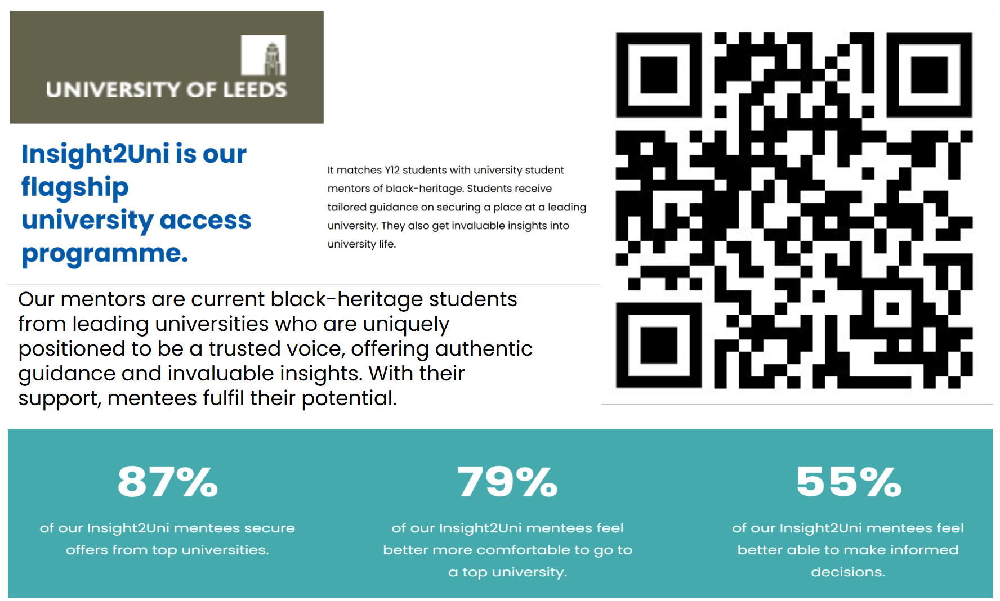 UNIVERSITY OF LEEDS
Insight2Uni is our
flagship
university access
programme.
It matches Y12 students with university student
mentors of black-heritage. Students receive
tailored guidance on securing a place at a leading
university. They also get invaluable insights into
university life.
Our mentors are current black-heritage students
from leading universities who are uniquely
positioned to be a trusted voice, offering authentic
guidance and invaluable insights. With their
support, mentees fulfil their potential.
87%
of our Insight2Uni mentees secure
offers from top universities.
79%
of our Insight2Uni mentees feel
better more comfortable to go to
a top university.
55%
of our Insight2Uni mentees feel
better able to make informed
decisions.